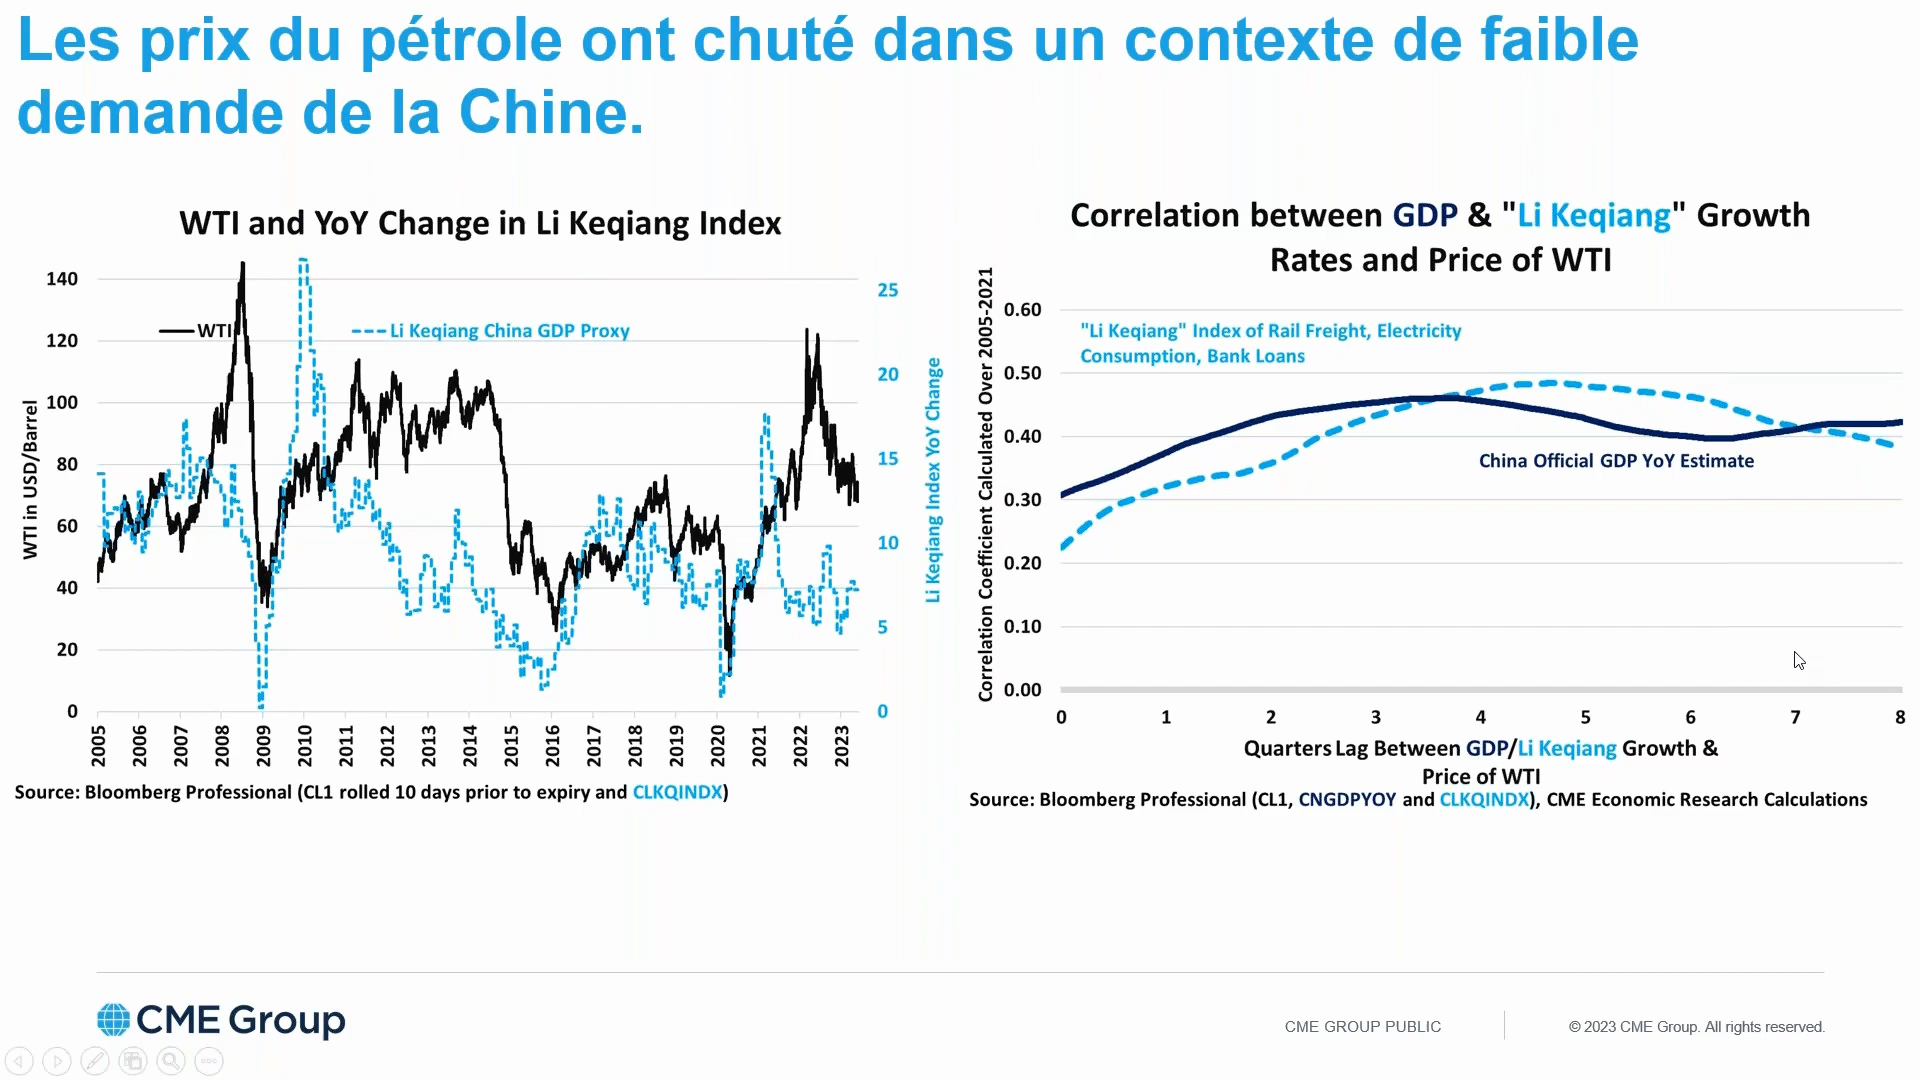 Les prix du pétrole ont chuté dans un contexte de faible
demande de la Chine.
WTI and YoY Change in Li Keqiang Index
WTI in USD/Barrel
140
120
100
80
60
40
20
0
WTI
Li Keqiang China GDP Proxy
25
20
15
10
5
0
Li Keqiang Index YoY Change
2005
2006
2007
2008
2009
2010
2011
2012
2013
2014
2015
2016
2017
2018
2019
2020
2021
2022
2023
Source: Bloomberg Professional (CL1 rolled 10 days prior to expiry and CLKQINDX)
Correlation between GDP & "Li Keqiang" Growth
Rates and Price of WTI
Correlation Coefficient Calculated Over 2005-2021
0.60
0.50
0.40
0.30
0.20
0.10
0.00
"Li Keqiang" Index of Rail Freight, Electricity
Consumption, Bank Loans
China Official GDP YoY Estimate
0 1 2 3 4 5 6 7 8
Quarters Lag Between GDP/Li Keqiang Growth &
Price of WTI
Source: Bloomberg Professional (CL1, CNGDPYOY and CLKQINDX), CME Economic Research Calculations
CME Group
CME GROUP PUBLIC
© 2023 CME Group. All rights reserved.